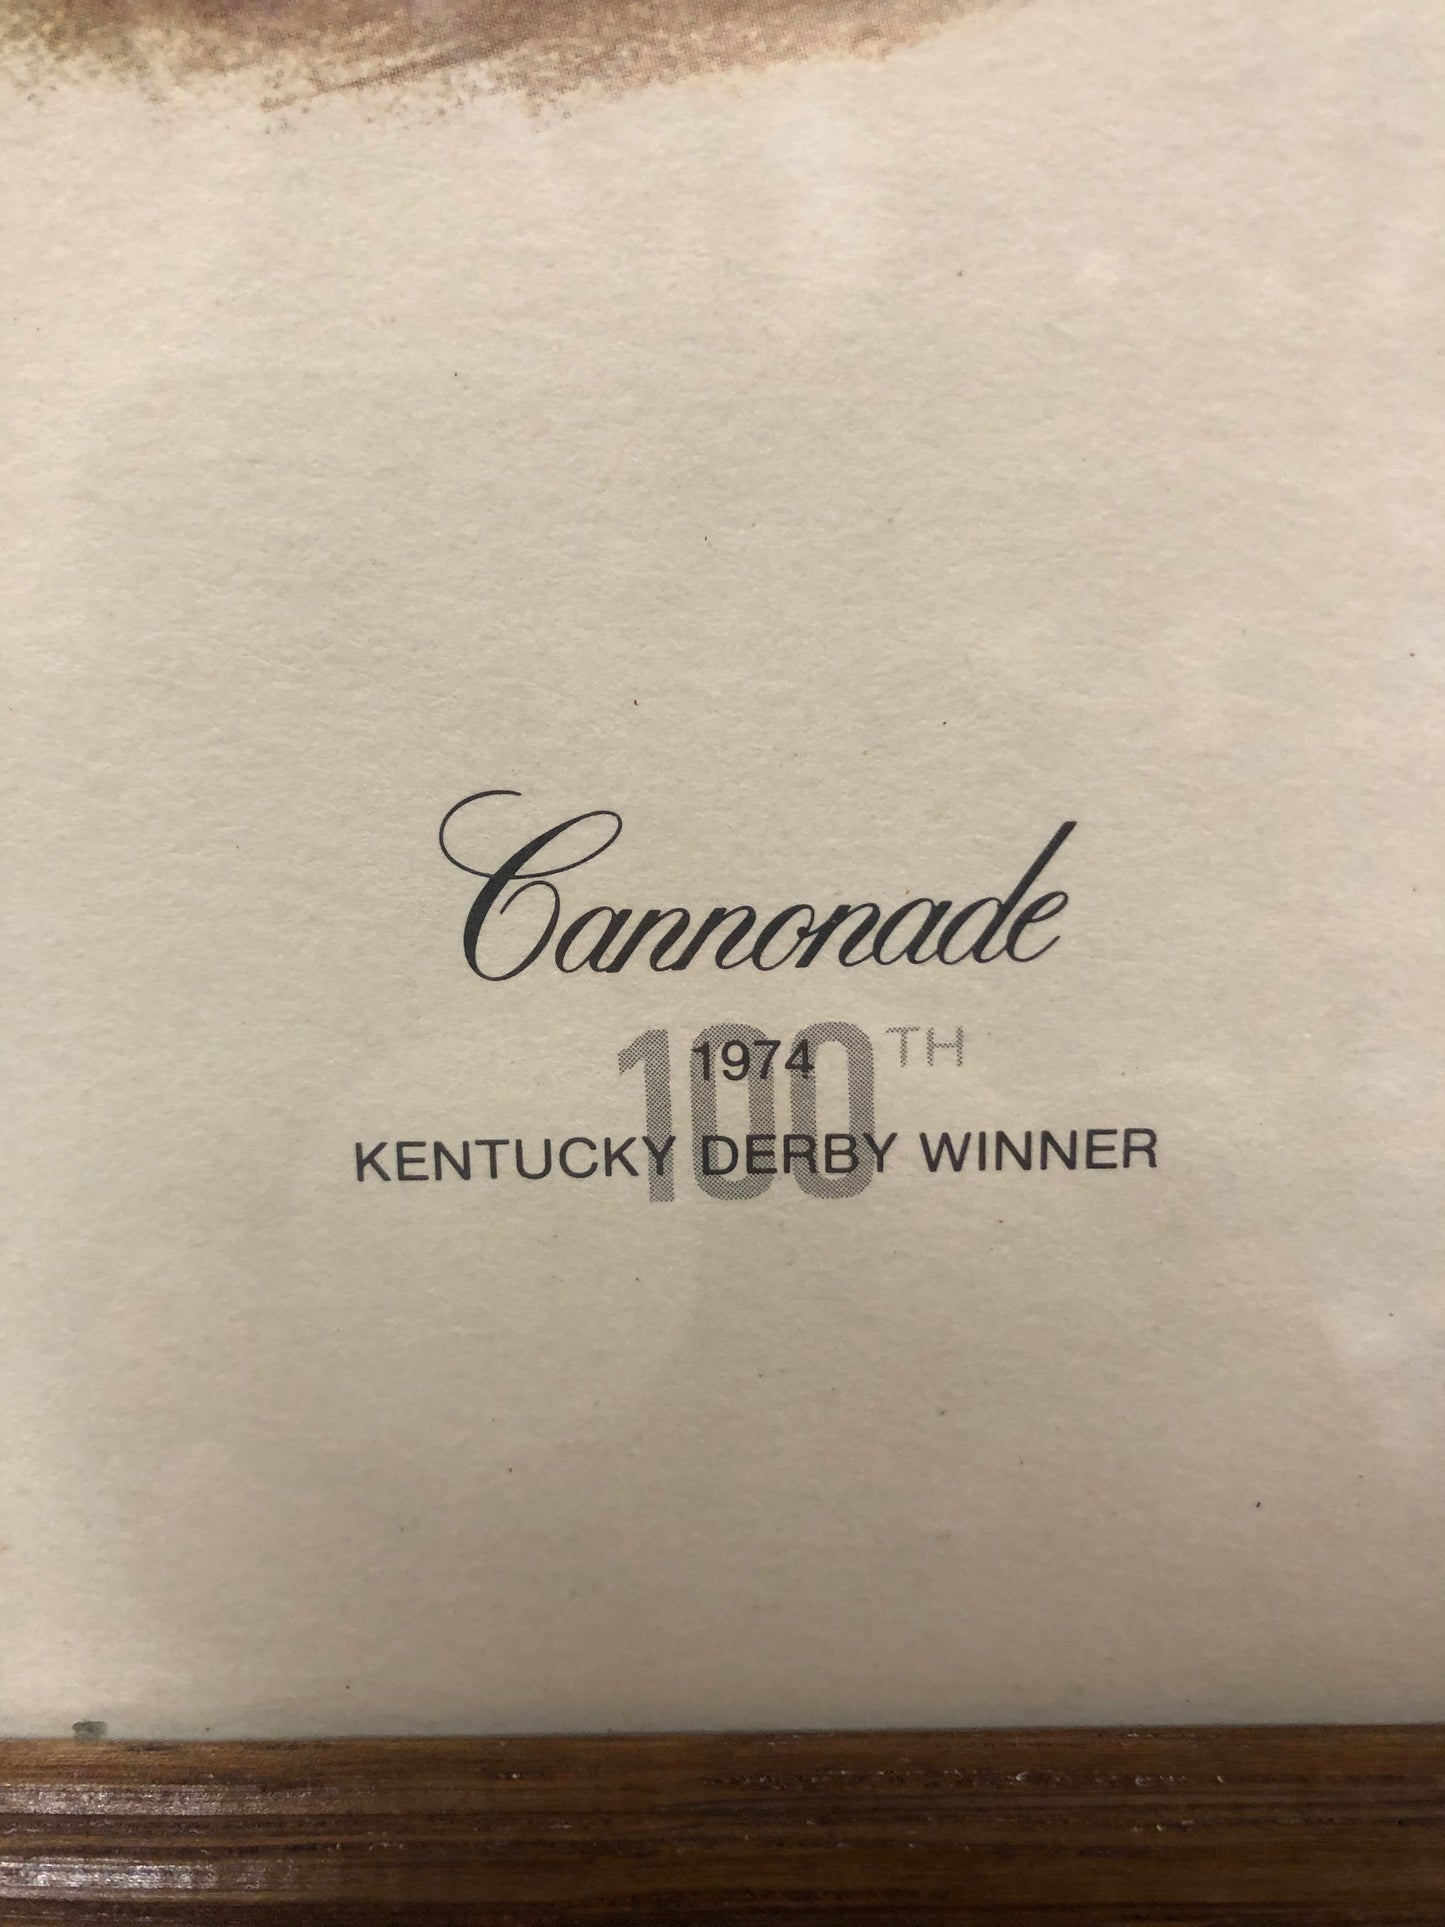 Cannonade
100TH
1974
KENTUCKY DERBY WINNER